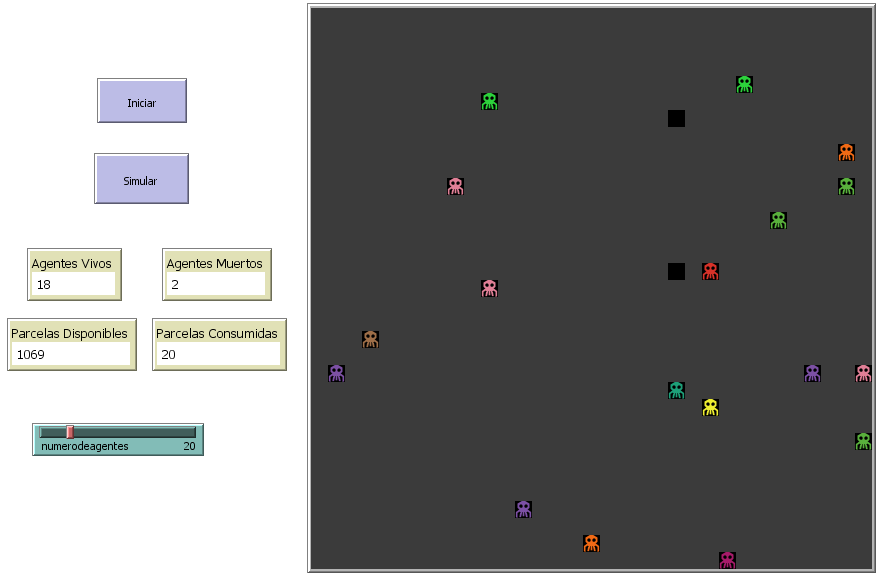 Iniciar
Simular
Agentes Vivos
18
Agentes Muertos
2
Parcelas Disponibles
1069
Parcelas Consumidas
20
numerodeagentes 20